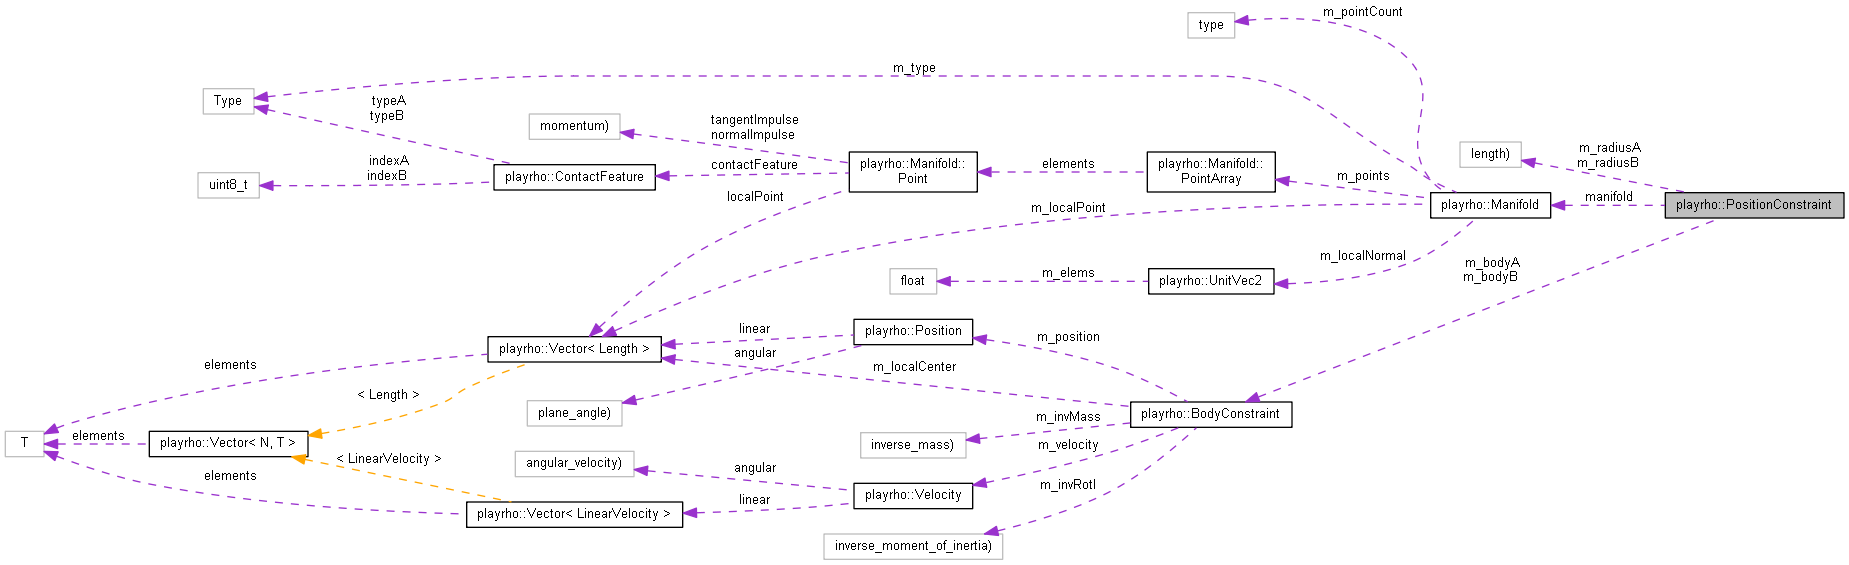 m_pointCount
type
m_type
Type
typeA
typeB
tangentImpulse
normalImpulse
momentum)
contactFeature
indexA
indexB
uint8_t
playrho::ContactFeature
playrho::Manifold::
Point
elements
playrho::Manifold::
PointArray
m_points
length)
m_radiusA
m_radiusB
manifold
playrho::Manifold
playrho::PositionConstraint
localPoint
m_localPoint
m_localNormal
m_bodyA
m_bodyB
float
m_elems
playrho::UnitVec2
linear
playrho::Position
m_position
playrho::Vector< Length >
angular
m_localCenter
elements
< Length >
plane_angle)
playrho::BodyConstraint
m_invMass
T
elements
playrho::Vector< N, T >
inverse_mass)
m_velocity
< LinearVelocity >
angular_velocity)
angular
elements
playrho::Velocity
m_invRotI
linear
playrho::Vector< LinearVelocity >
inverse_moment_of_inertia)